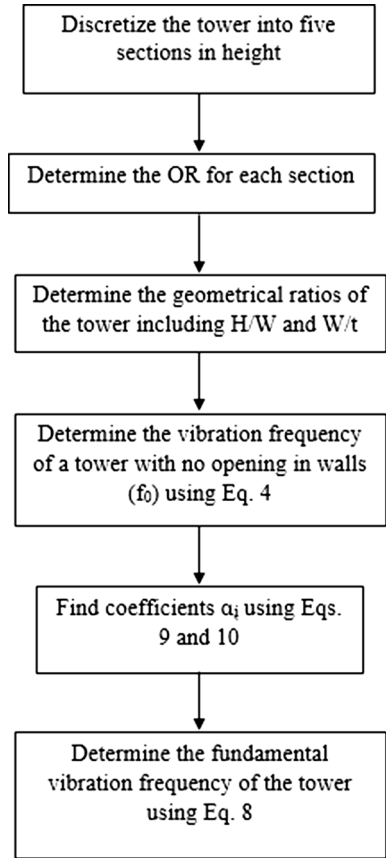 Discretize the tower into five
sections in height
Determine the OR for each section
Determine the geometrical ratios of
the tower including H/W and W/t
Determine the vibration frequency
of a tower with no opening in walls
(f₀) using Eq. 4
Find coefficients αᵢ using Eqs.
9 and 10
Determine the fundamental
vibration frequency of the tower
using Eq. 8